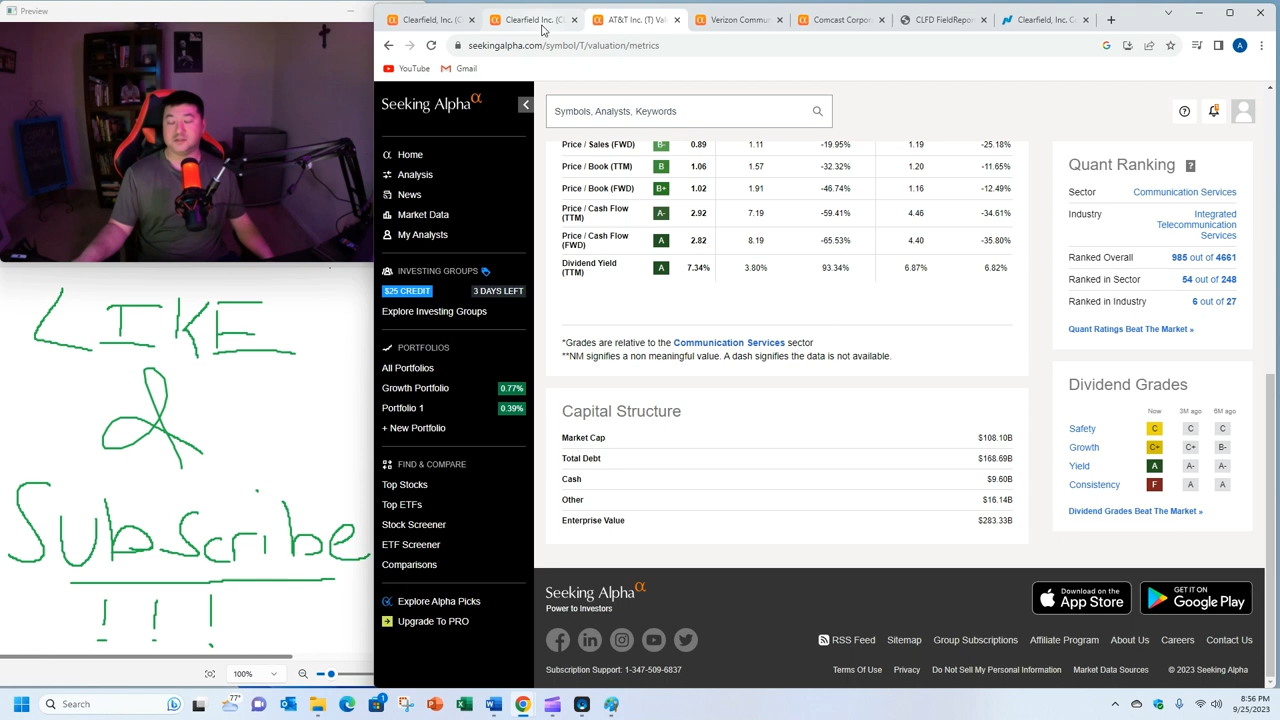 Preview
Clearfield, Inc. (C
Clearfield Inc. (Cl
AT&T Inc. (T) Val
Verizon Commu
Comcast Corpor
CLFD FieldRepor
Clearfield, Inc. Co
seekingalpha.com/symbol/T/valuation/metrics
A
YouTube
Gmail
LIKE
&
Subscribe
!!!
100%
Seeking Alpha α
Home
Analysis
News
Market Data
My Analysts
INVESTING GROUPS
$25 CREDIT 3 DAYS LEFT
Explore Investing Groups
PORTFOLIOS
All Portfolios
Growth Portfolio 0.77%
Portfolio 1 0.39%
+ New Portfolio
FIND & COMPARE
Top Stocks
Top ETFs
Stock Screener
ETF Screener
Comparisons
Explore Alpha Picks
Upgrade To PRO
Symbols, Analysts, Keywords
Price / Sales (FWD) B- 0.89 1.11 -19.95% 1.19 -25.18%
Price / Book (TTM) B 1.06 1.57 -32.32% 1.20 -11.65%
Price / Book (FWD) B+ 1.02 1.91 -46.74% 1.16 -12.49%
Price / Cash Flow
(TTM) A- 2.92 7.19 -59.41% 4.46 -34.61%
Price / Cash Flow
(FWD) A 2.82 8.19 -65.53% 4.40 -35.80%
Dividend Yield
(TTM) A 7.34% 3.80% 93.34% 6.87% 6.82%
*Grades are relative to the Communication Services sector
**NM signifies a non meaningful value. A dash signifies the data is not available.
Capital Structure
Market Cap $108.10B
Total Debt $168.69B
Cash $9.60B
Other $16.14B
Enterprise Value $283.33B
Quant Ranking ?
Sector Communication Services
Industry Integrated
Telecommunication
Services
Ranked Overall 985 out of 4661
Ranked in Sector 54 out of 248
Ranked in Industry 6 out of 27
Quant Ratings Beat The Market »
Dividend Grades
Now 3M ago 6M ago
Safety C C C
Growth C+ C+ B-
Yield A A- A-
Consistency F A A
Dividend Grades Beat The Market »
Seeking Alpha α
Power to Investors
Download on the
App Store
GET IT ON
Google Play
RSS Feed Sitemap Group Subscriptions Affiliate Program About Us Careers Contact Us
Subscription Support: 1-347-509-6837
Terms Of Use Privacy Do Not Sell My Personal Information Market Data Sources © 2023 Seeking Alpha
Search
77°
8:56 PM
9/25/2023